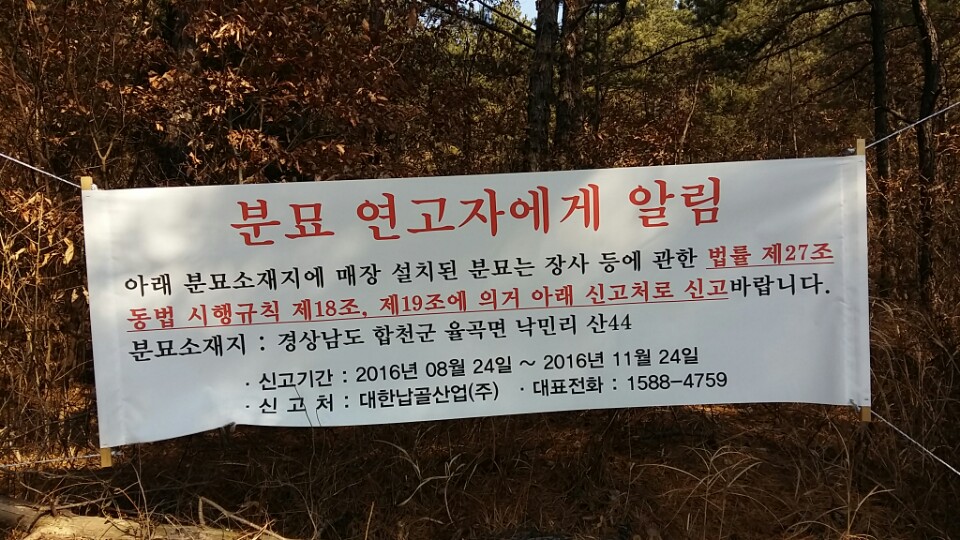 분묘 연고자에게 알림
아래 분묘소재지에 매장 설치된 분묘는 장사 등에 관한 법률 제27조
동법 시행규칙 제18조, 제19조에 의거 아래 신고처로 신고바랍니다.
분묘소재지 : 경상남도 합천군 율곡면 낙민리 산44
· 신고기간 : 2016년 08월 24일 ~ 2016년 11월 24일
· 신 고 처 : 대한납골산업(주) · 대표전화 : 1588-4759